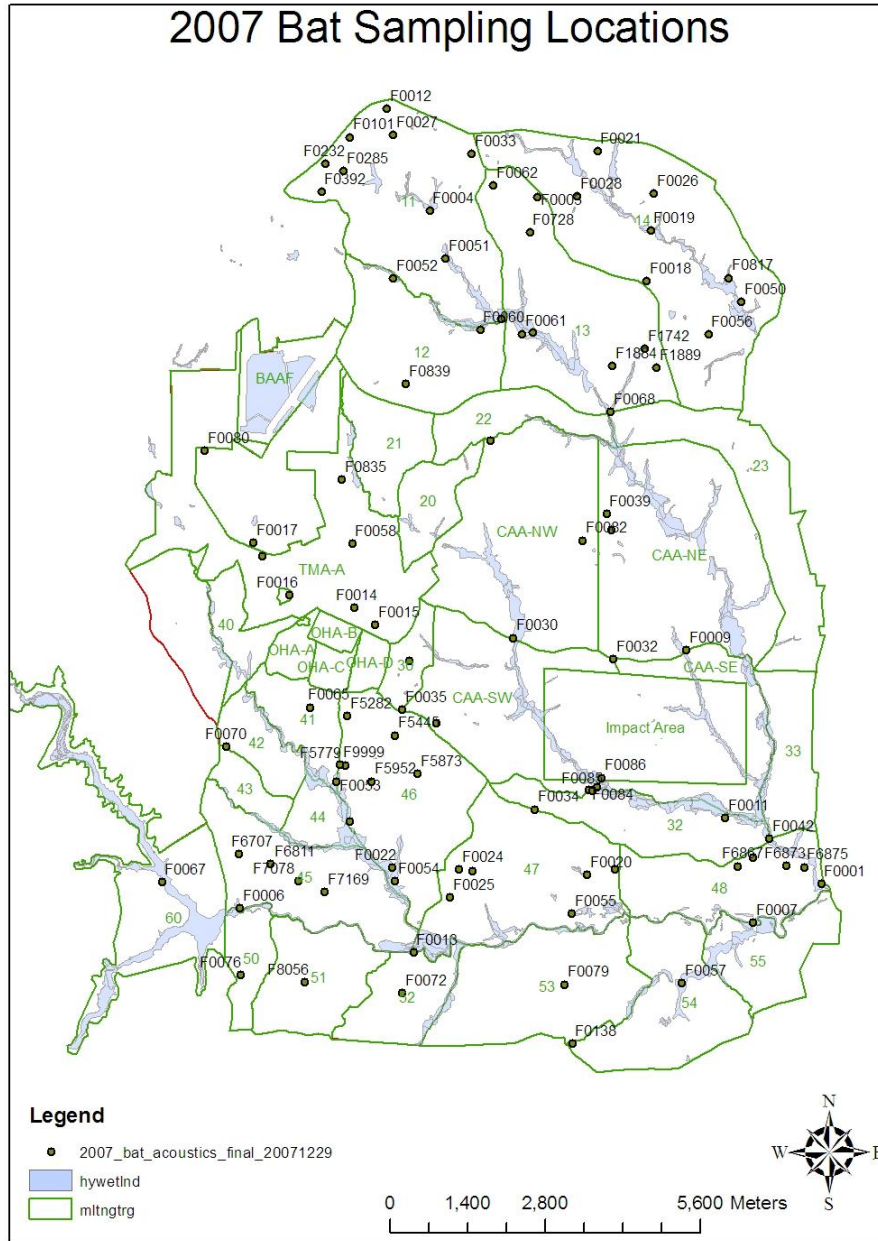 2007 Bat Sampling Locations
F0012
F0101
F0027
F0033
F0021
F0232
F0285
F0062
F0392
F0004
F0003
F0028
F0026
11
14
F0019
F0728
F0051
F0052
F0018
F0817
F0050
F0060
F0061
13
F0056
12
F1742
F1884
F1889
BAAF
F0839
F0068
22
21
F0080
23
F0835
20
F0039
F0017
F0058
CAA-NW
F0082
CAA-NE
TMA-A
F0016
F0014
F0015
40
OHA-B
F0030
OHA-A
OHA-D
30
F0032
F0009
OHA-C
CAA-SE
F0065
F0035
CAA-SW
41
F5282
Impact Area
F0070
42
F5445
33
F5779
F9999
F5952
F5873
F0086
43
F0053
46
F0083
F0084
F0034
44
32
F0011
F0042
F6707
F6811
F0022
F0054
F0024
47
F0020
F6867
F6873
F6875
F7078
45
48
F0067
F7169
F0025
F0001
F0006
60
F0055
F0007
F0013
F0076
50
F8056
51
F0072
52
F0079
53
F0057
54
55
F0138
Legend
2007_bat_acoustics_final_20071229
hywetlnd
mltngtrg
N
W
E
S
0
1,400
2,800
5,600 Meters